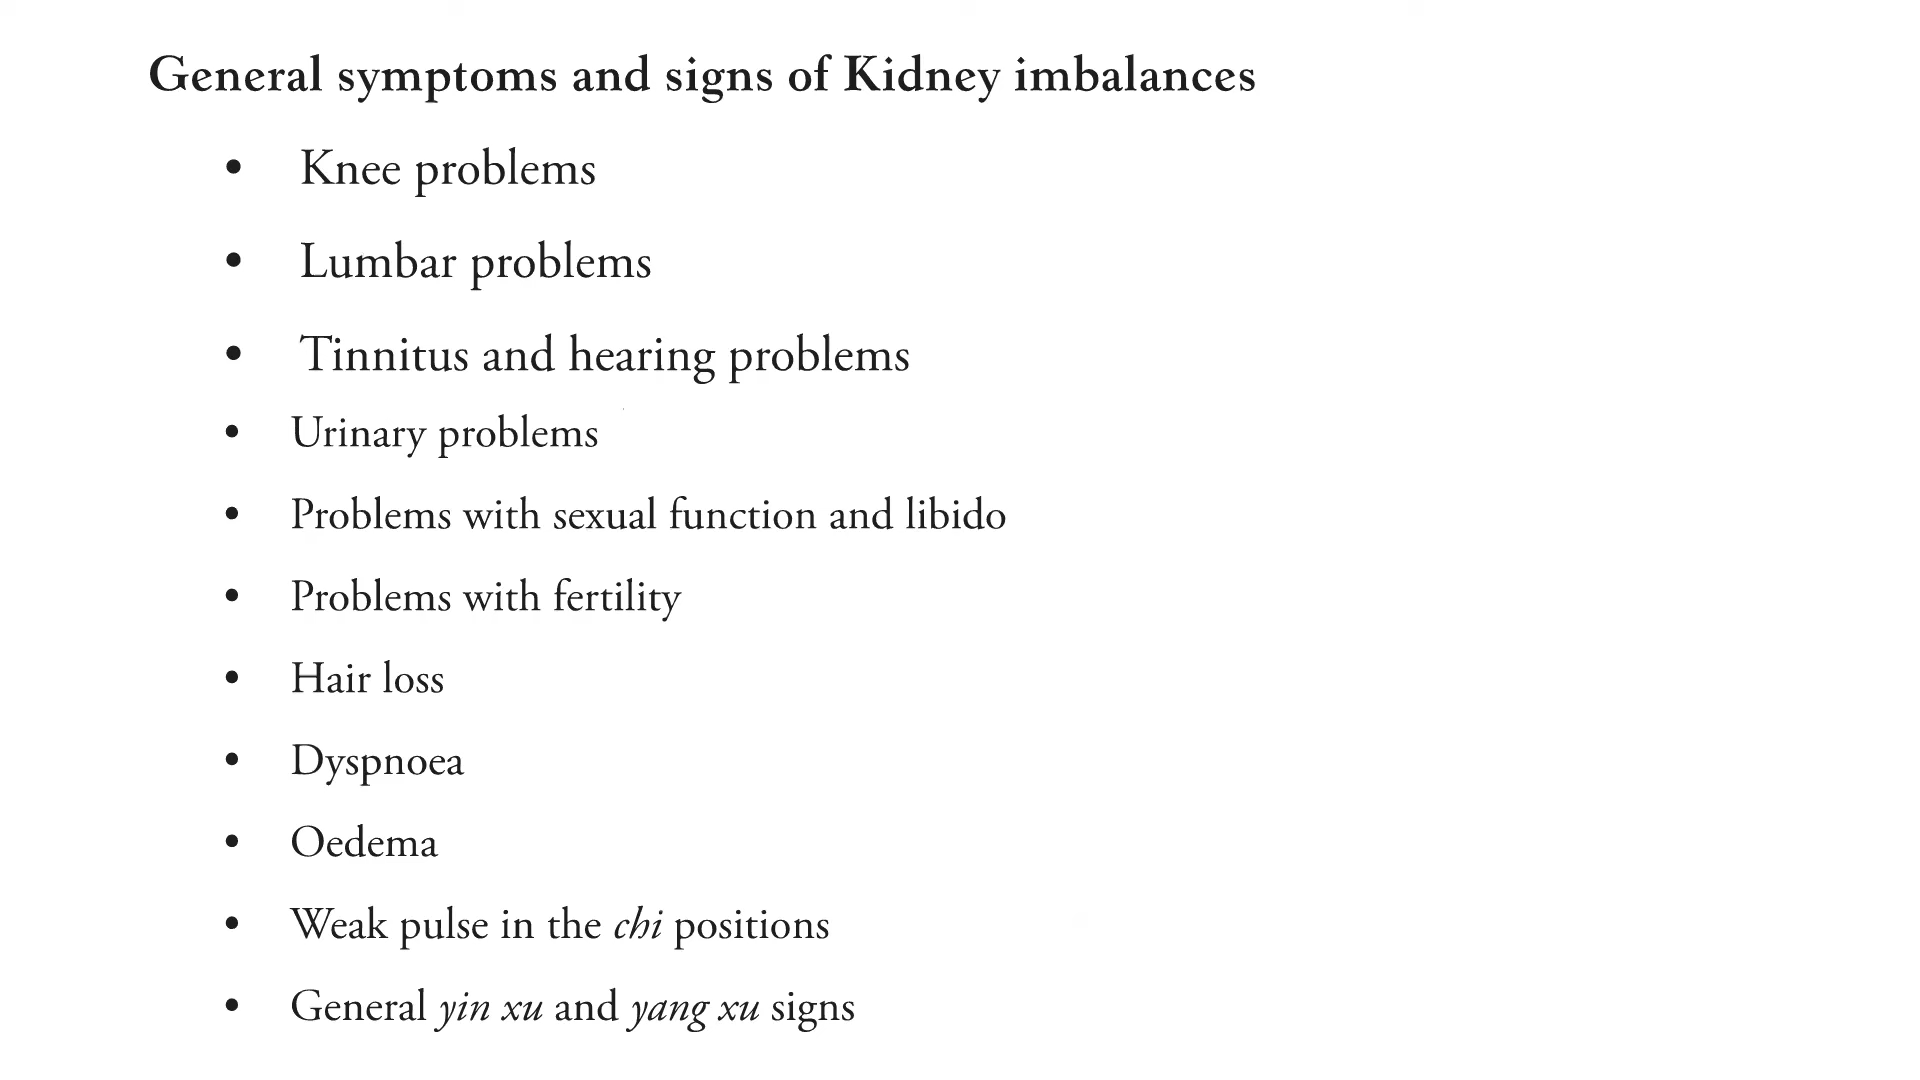 General symptoms and signs of Kidney imbalances
• Knee problems
• Lumbar problems
• Tinnitus and hearing problems
• Urinary problems
• Problems with sexual function and libido
• Problems with fertility
• Hair loss
• Dyspnoea
• Oedema
• Weak pulse in the chi positions
• General yin xu and yang xu signs